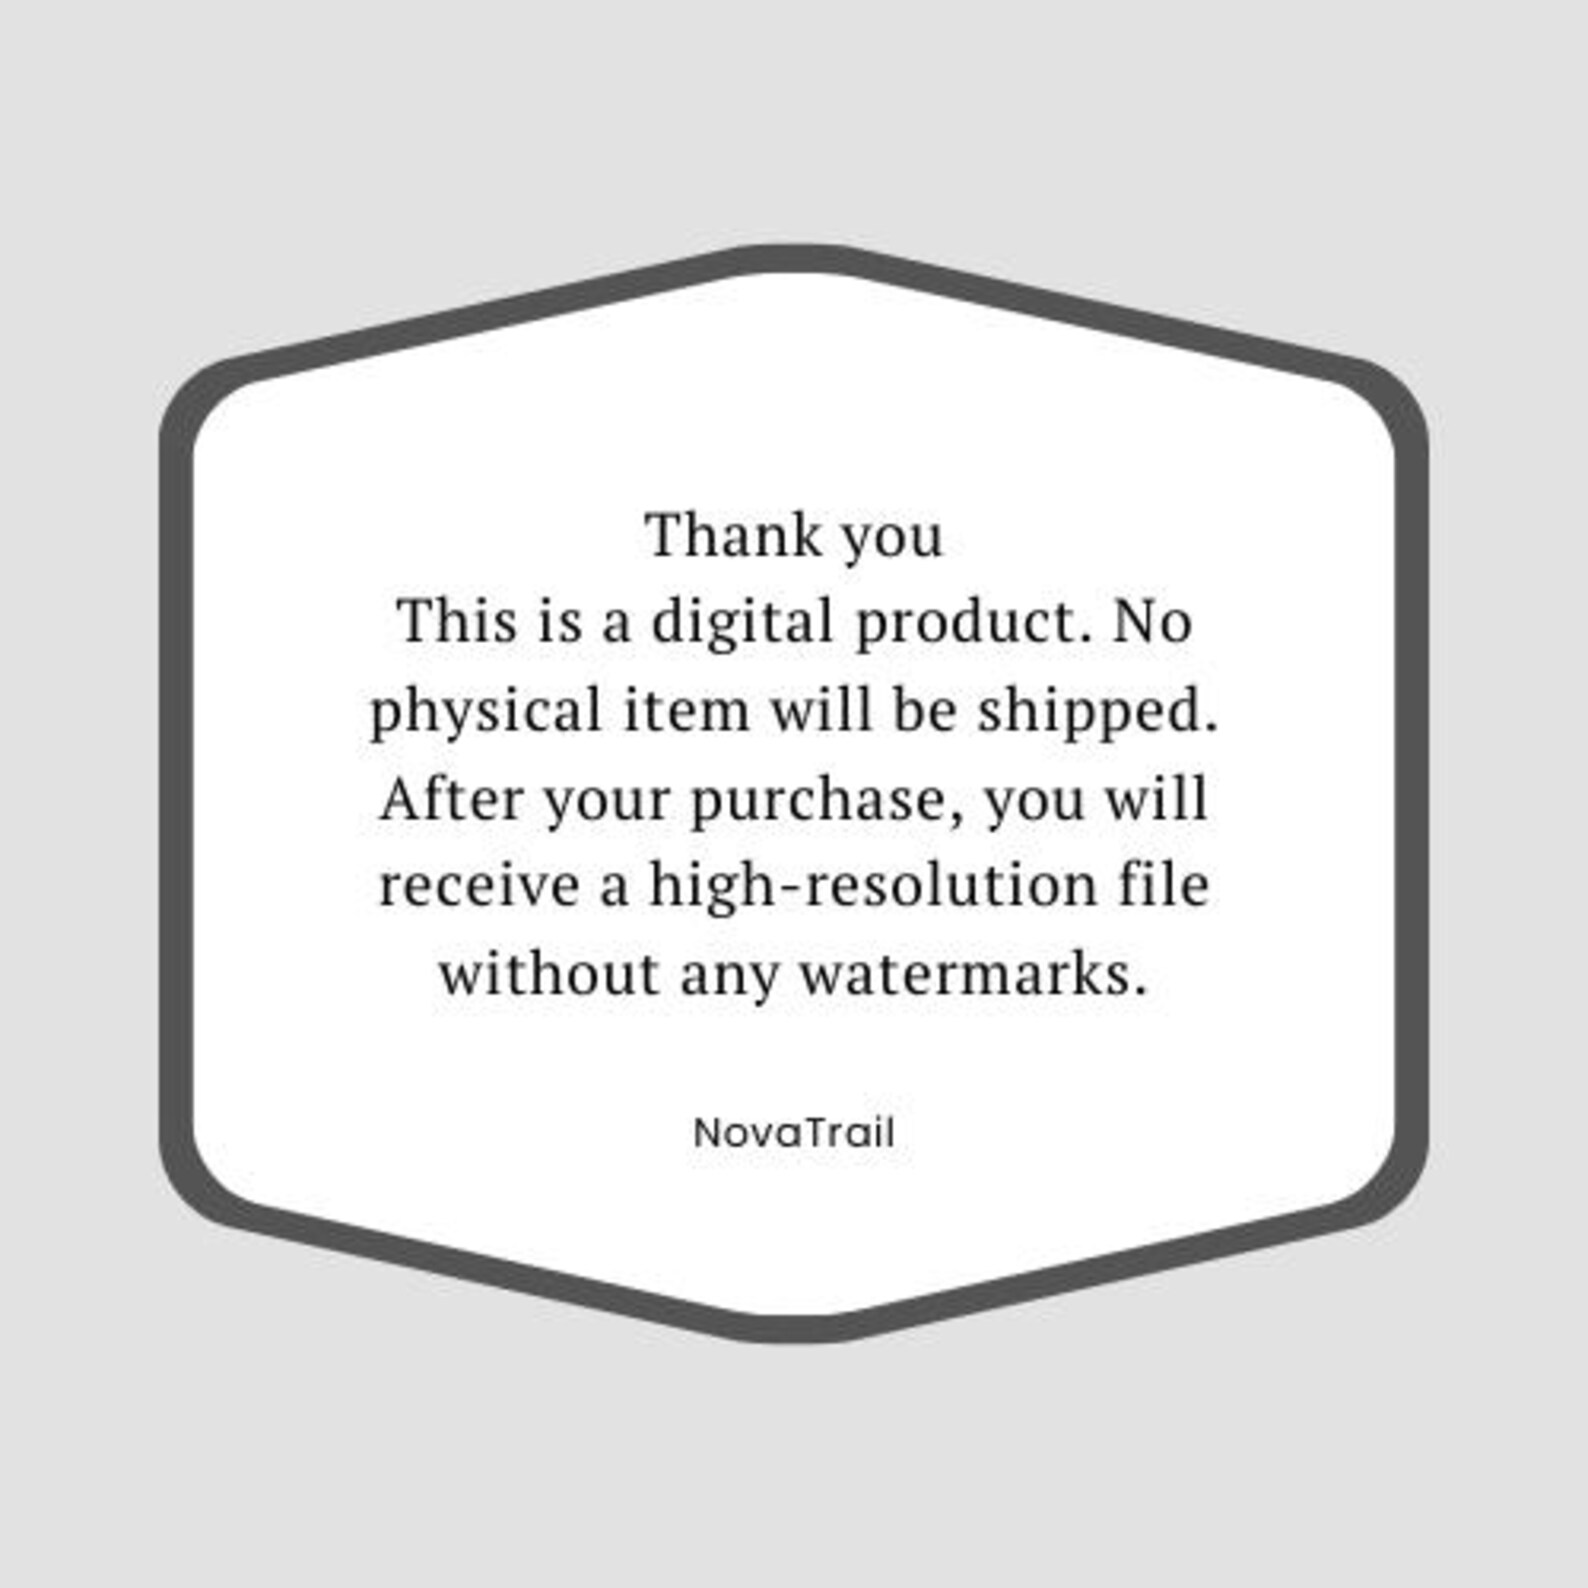 Thank you
This is a digital product. No
physical item will be shipped.
After your purchase, you will
receive a high-resolution file
without any watermarks.
NovaTrail